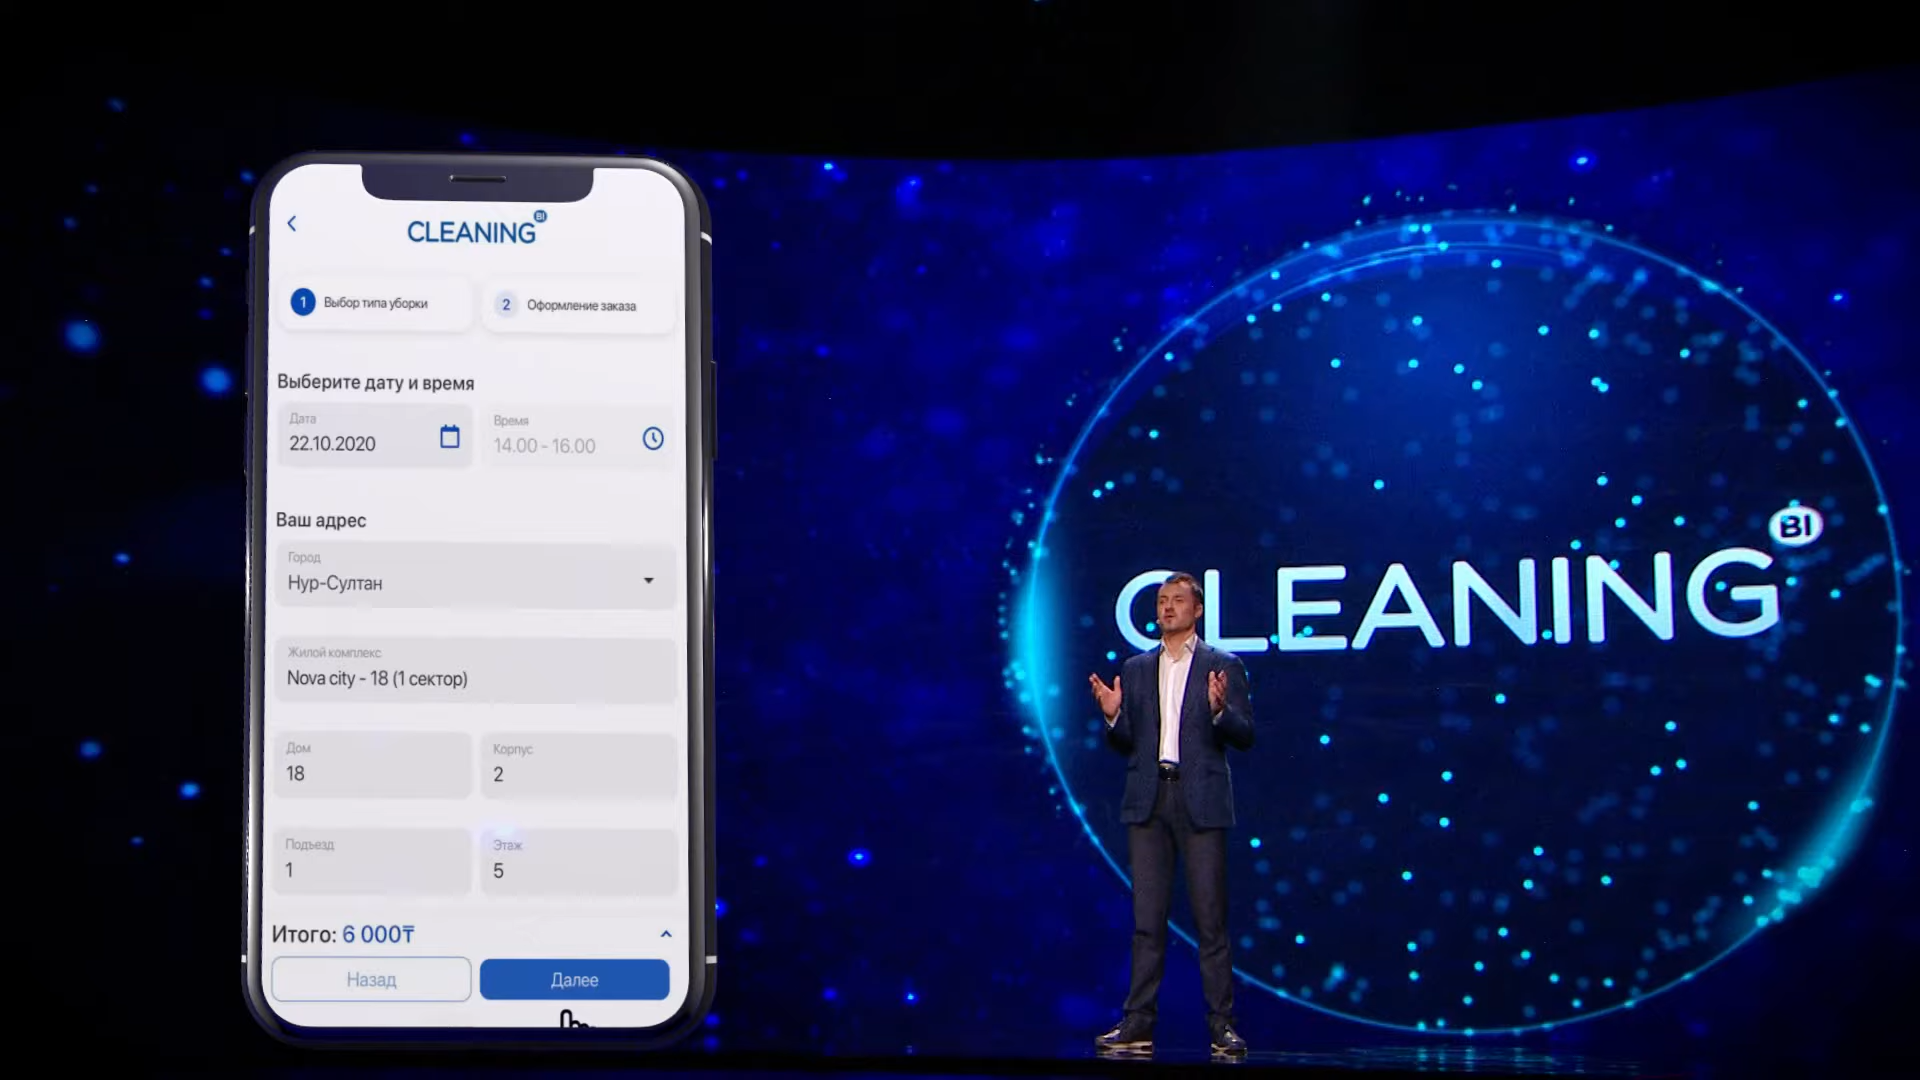 CLEANING BI
1 Выбор типа уборки
2 Оформление заказа
Выберите дату и время
Дата
22.10.2020
Время
14.00 - 16.00
Ваш адрес
Город
Нур-Султан
Жилой комплекс
Nova city - 18 (1 сектор)
Дом
18
Корпус
2
Подъезд
1
Этаж
5
Итого: 6 000₸
Назад
Далее
CLEANING BI